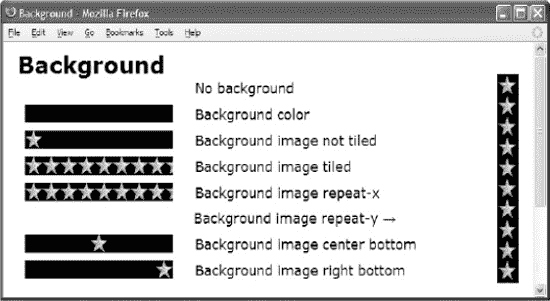 Background - Mozilla Firefox
File Edit View Go Bookmarks Tools Help
Background
No background
Background color
Background image not tiled
Background image tiled
Background image repeat-x
Background image repeat-y →
Background image center bottom
Background image right bottom